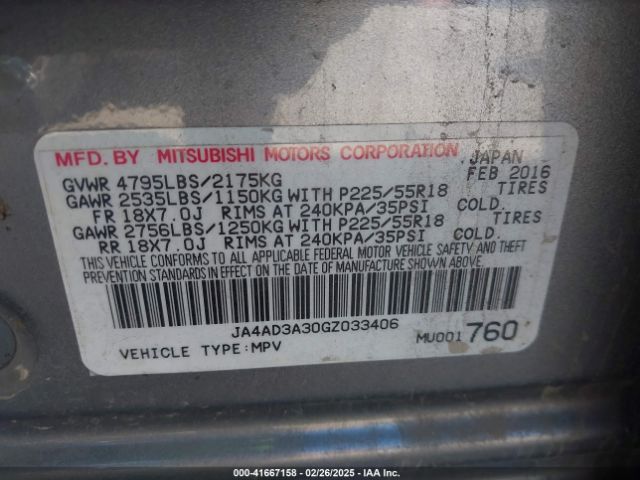 MFD. BY MITSUBISHI MOTORS CORPORATION JAPAN
GVWR 4795LBS/2175KG FEB 2016
GAWR 2535LBS/1150KG WITH P225/55R18 TIRES
FR 18X7.0J RIMS AT 240KPA/35PSI COLD.
GAWR 2756LBS/1250KG WITH P225/55R18 TIRES
RR 18X7.0J RIMS AT 240KPA/35PSI COLD.
THIS VEHICLE CONFORMS TO ALL APPLICABLE FEDERAL MOTOR VEHICLE SAFETY AND THEFT
PREVENTION STANDARDS IN EFFECT ON THE DATE OF MANUFACTURE SHOWN ABOVE.
JA4AD3A30GZ033406
VEHICLE TYPE:MPV MU001 760
000-41667158 - 02/26/2025 - IAA Inc.